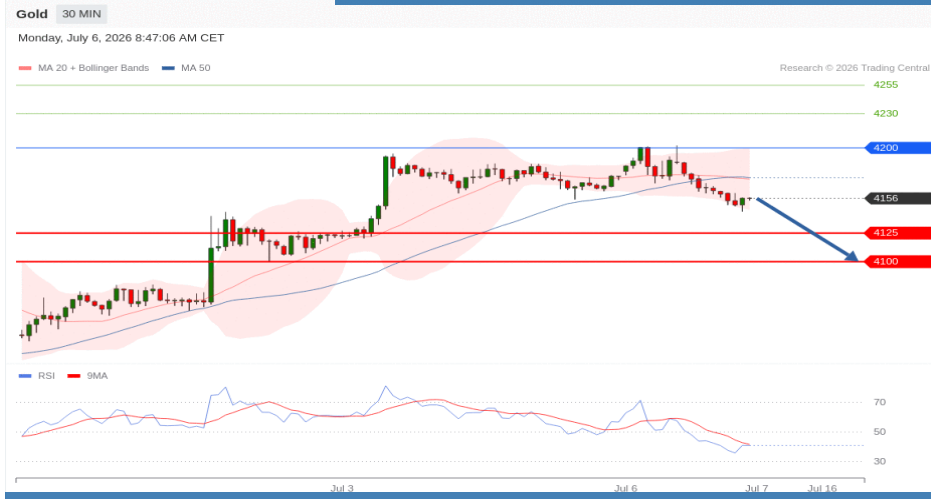 Gold 30 MIN
Monday, July 6, 2026 8:47:06 AM CET
MA 20 + Bollinger Bands MA 50 Research © 2026 Trading Central
4255
4230
4200
4156
4125
4100
RSI 9MA
70
50
30
Jul 3 Jul 6 Jul 7 Jul 16